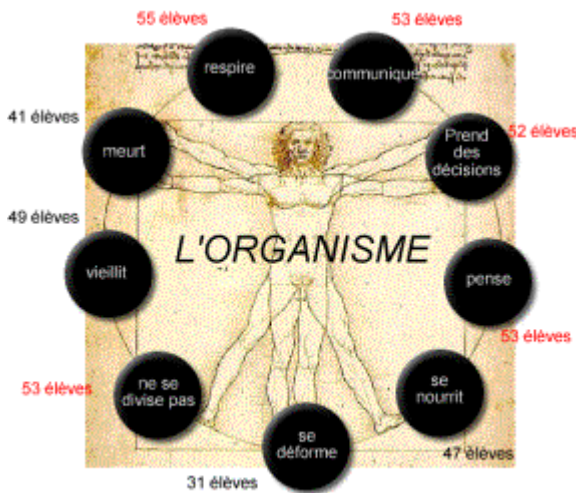 55 élèves
53 élèves
respire
communique
41 élèves
52 élèves
meurt
Prend
des
décisions
49 élèves
L'ORGANISME
vieillit
pense
53 élèves
53 élèves
ne se
divise pas
se
nourrit
se
déforme
47 élèves
31 élèves